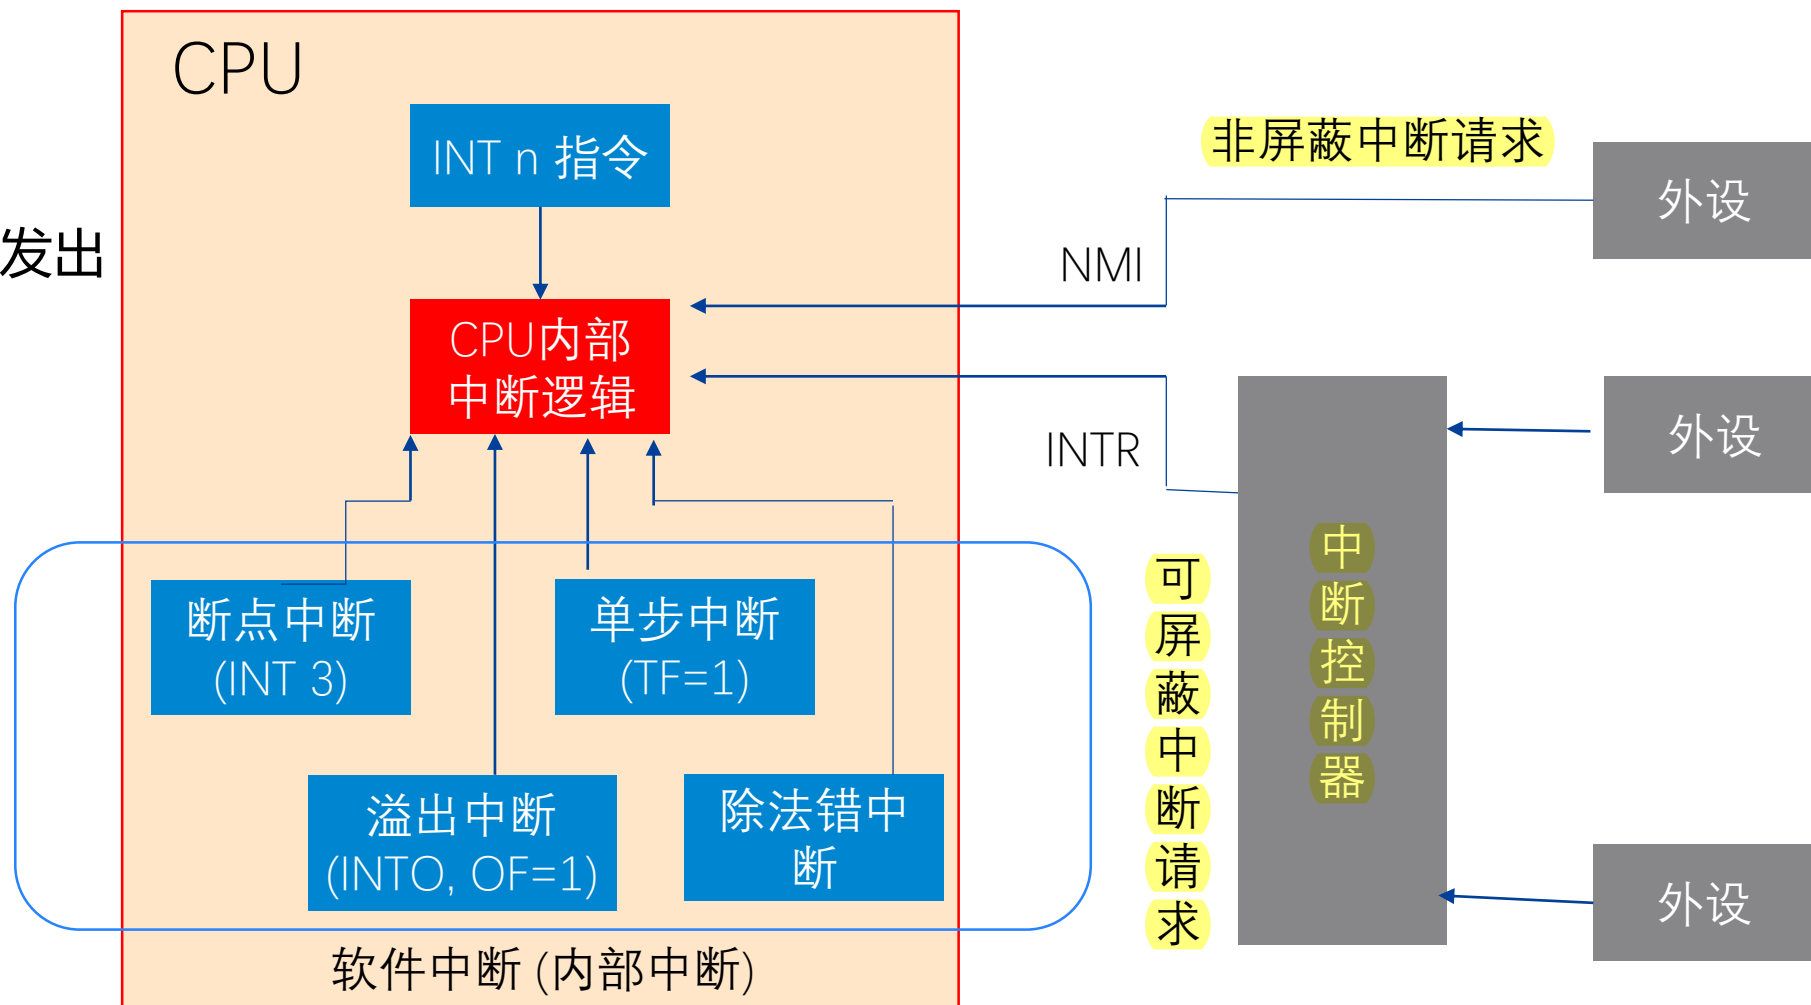 CPU
INT n 指令
非屏蔽中断请求
外设
发出
NMI
CPU内部
中断逻辑
INTR
外设
中断控制器
可屏蔽中断请求
断点中断
(INT 3)
单步中断
(TF=1)
溢出中断
(INTO, OF=1)
除法错中
断
外设
软件中断 (内部中断)